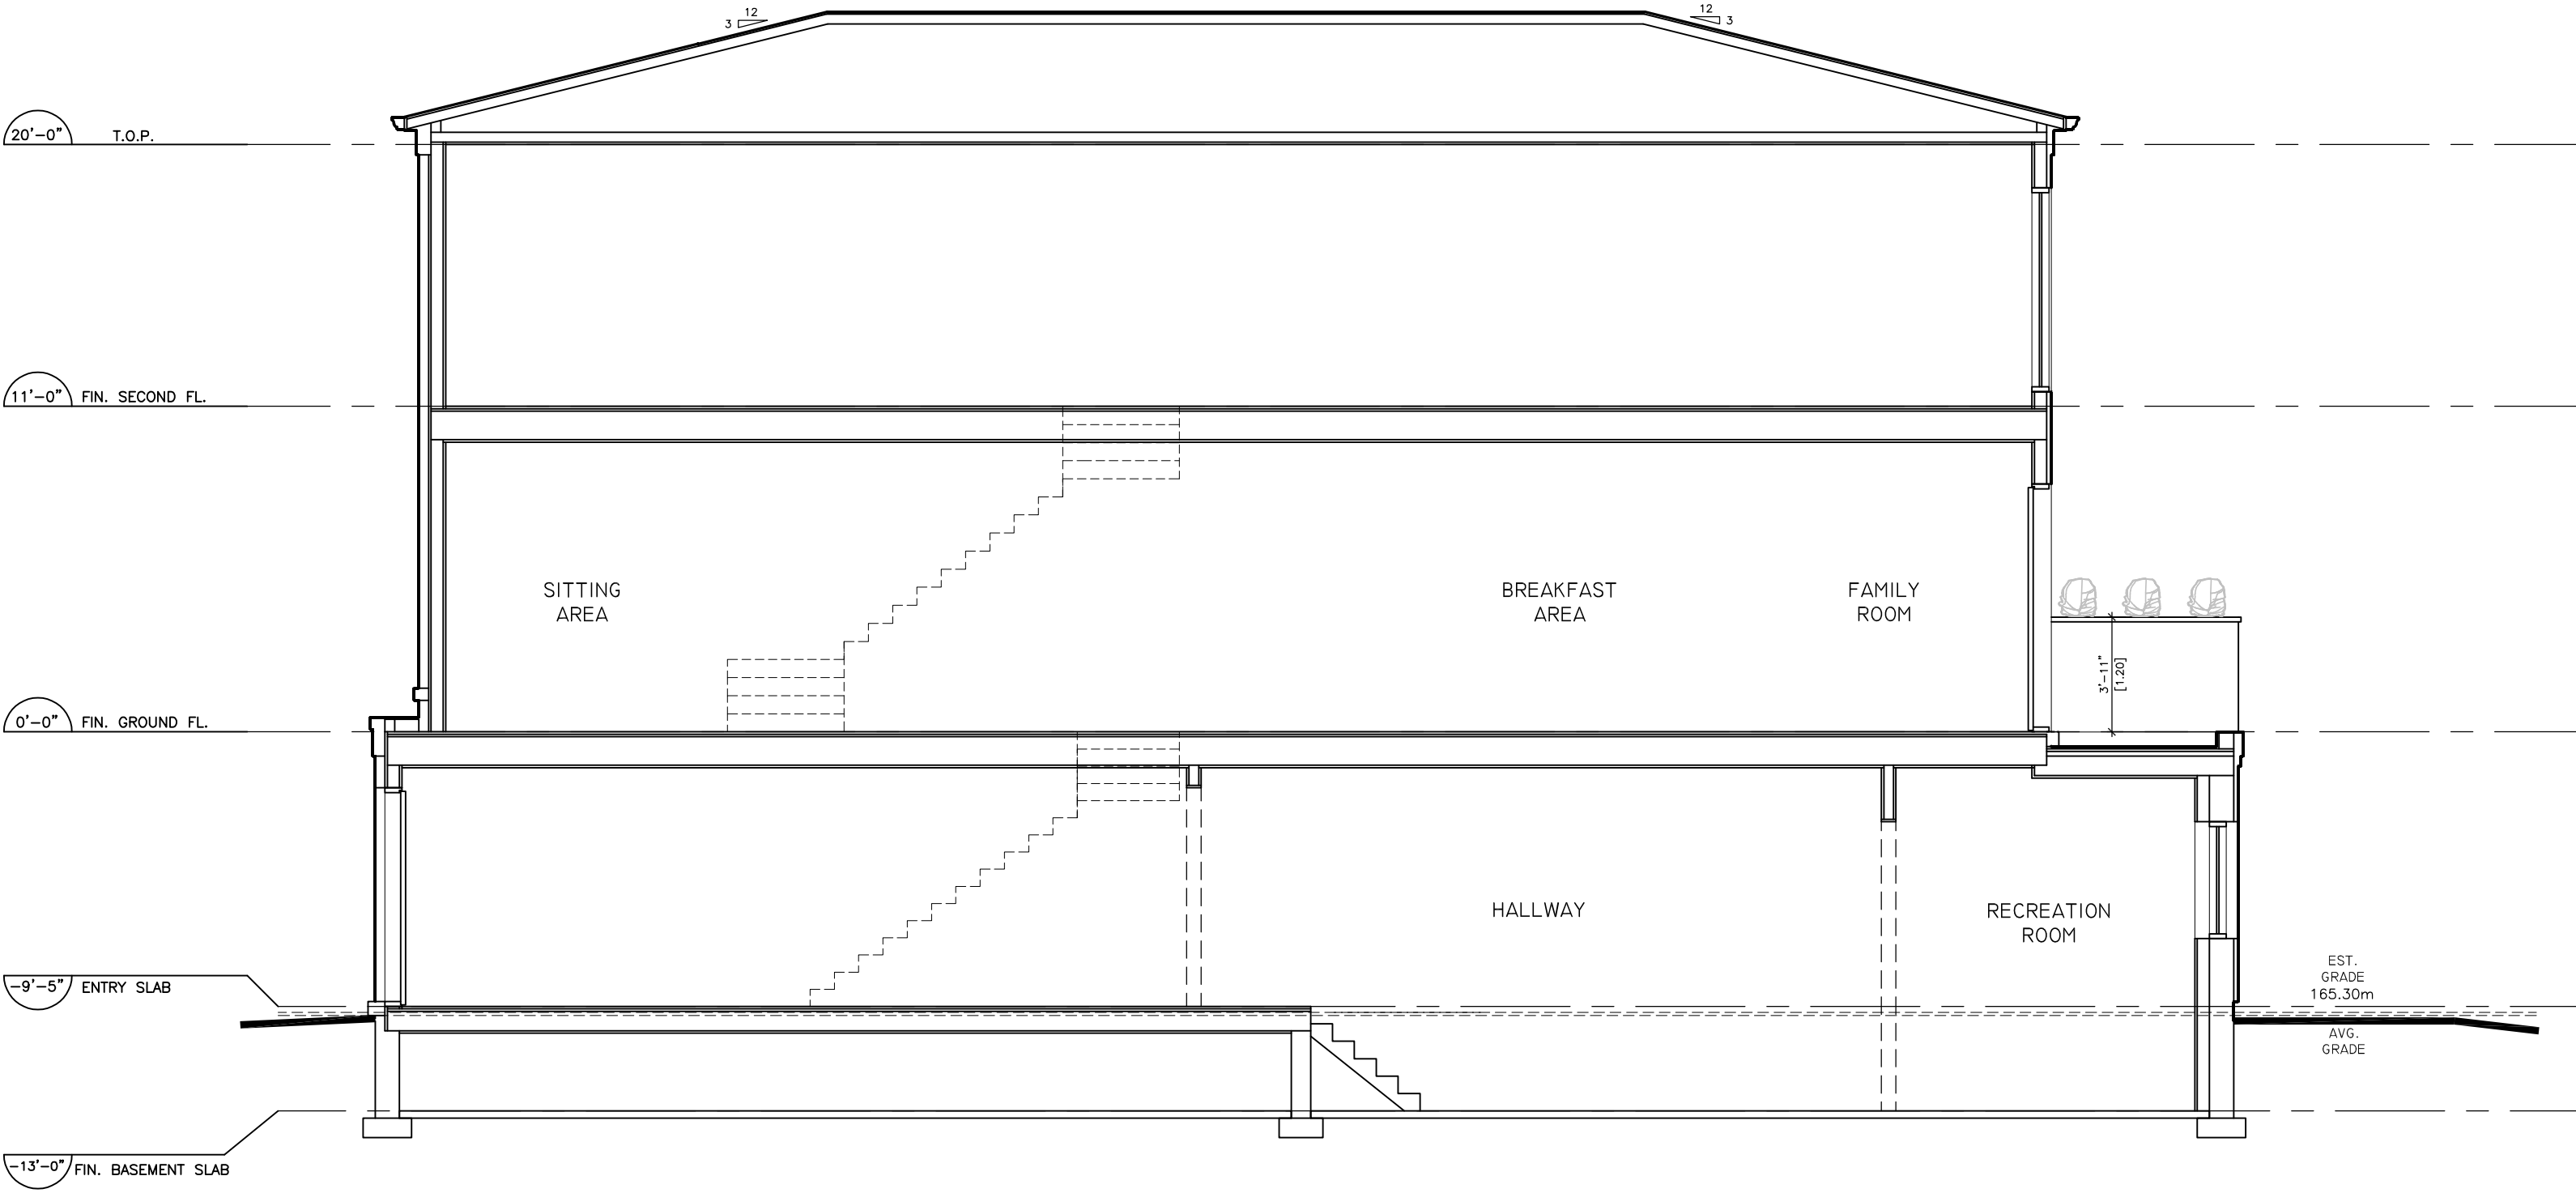 12
3
12
3
20'-0" T.O.P.
11'-0" FIN. SECOND FL.
SITTING
AREA
BREAKFAST
AREA
FAMILY
ROOM
3'-11"
[1.20]
0'-0" FIN. GROUND FL.
HALLWAY
RECREATION
ROOM
-9'-5" ENTRY SLAB
EST.
GRADE
165.30m
AVG.
GRADE
-13'-0" FIN. BASEMENT SLAB